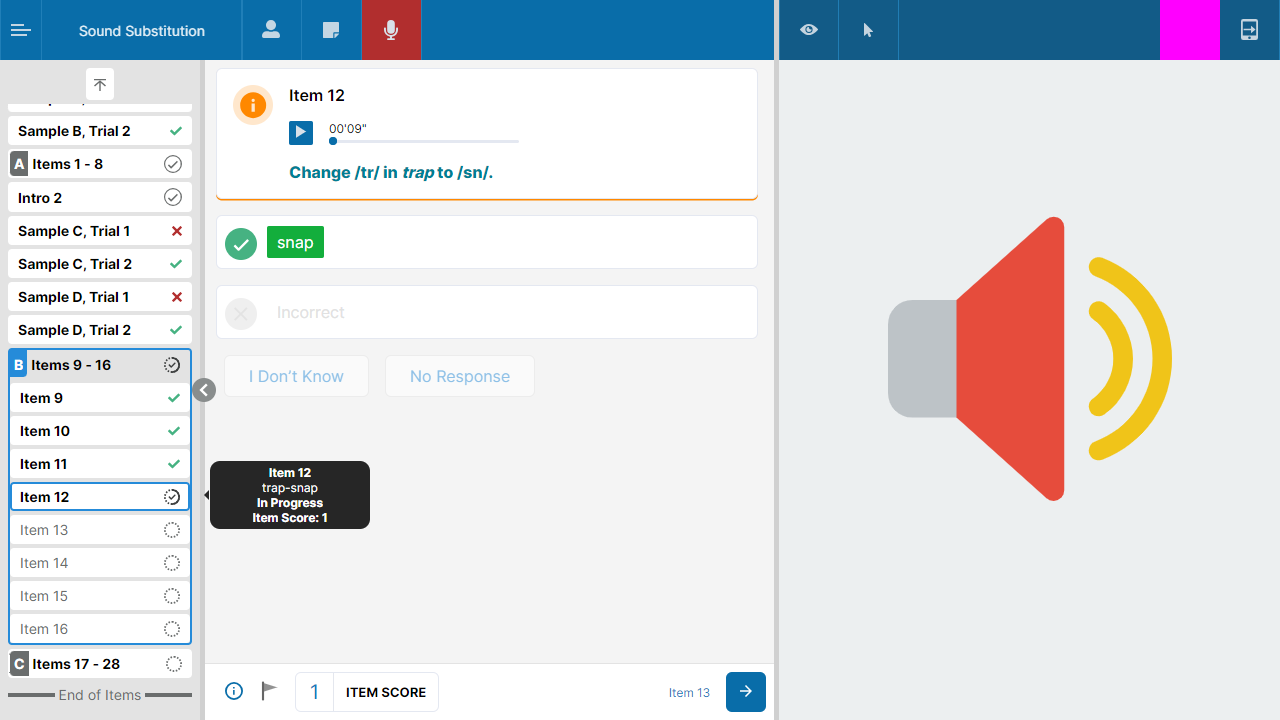 Sound Substitution
Sample B, Trial 2
A Items 1 - 8
Intro 2
Sample C, Trial 1
Sample C, Trial 2
Sample D, Trial 1
Sample D, Trial 2
B Items 9 - 16
Item 9
Item 10
Item 11
Item 12
Item 13
Item 14
Item 15
Item 16
C Items 17 - 28
End of Items
Item 12
00'09"
Change /tr/ in trap to /sn/.
snap
Incorrect
I Don't Know
No Response
Item 12
trap-snap
In Progress
Item Score: 1
1 ITEM SCORE
Item 13